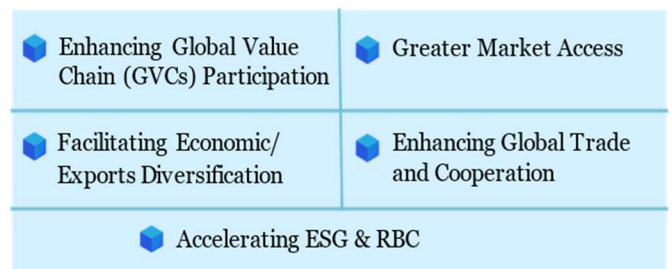 Enhancing Global Value
Chain (GVCs) Participation
Greater Market Access
Facilitating Economic/
Exports Diversification
Enhancing Global Trade
and Cooperation
Accelerating ESG & RBC